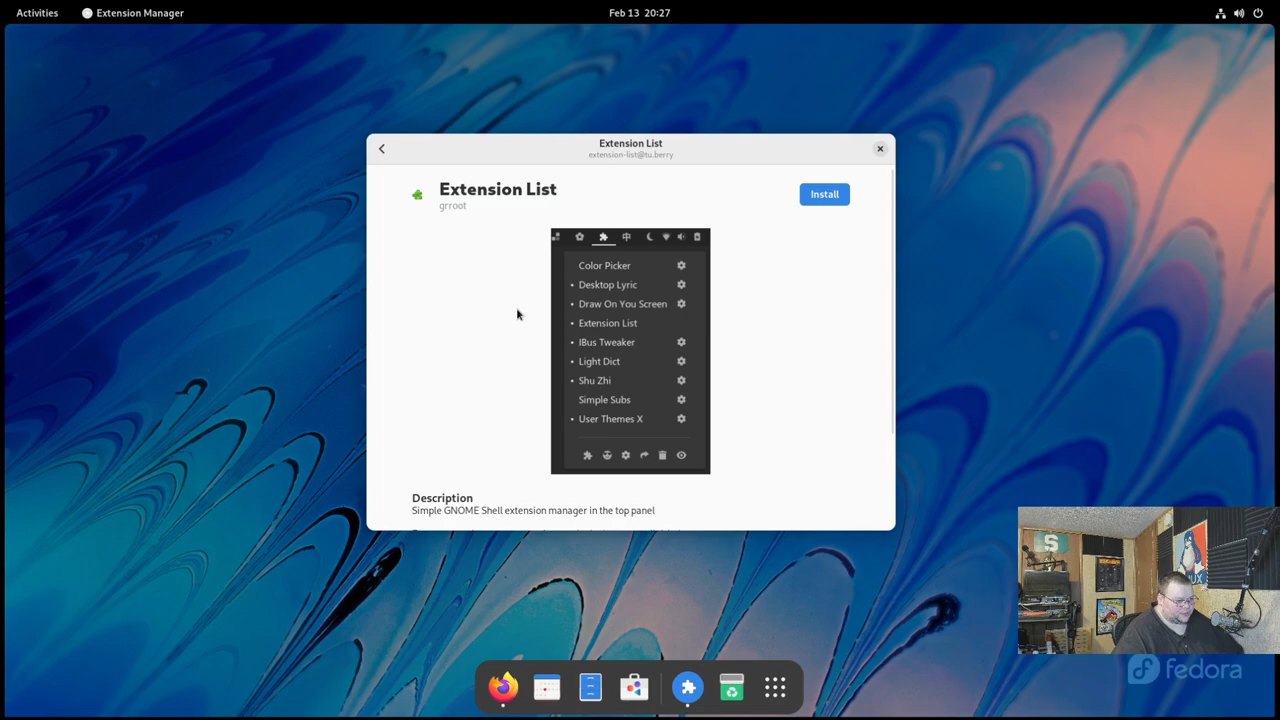 Activities
Extension Manager
Feb 13 20:27
Extension List
extension-list@tu.berry
Extension List
grroot
Install
Color Picker
• Desktop Lyric
• Draw On You Screen
• Extension List
• IBus Tweaker
• Light Dict
• Shu Zhi
Simple Subs
• User Themes X
Description
Simple GNOME Shell extension manager in the top panel
S
UX
fedora